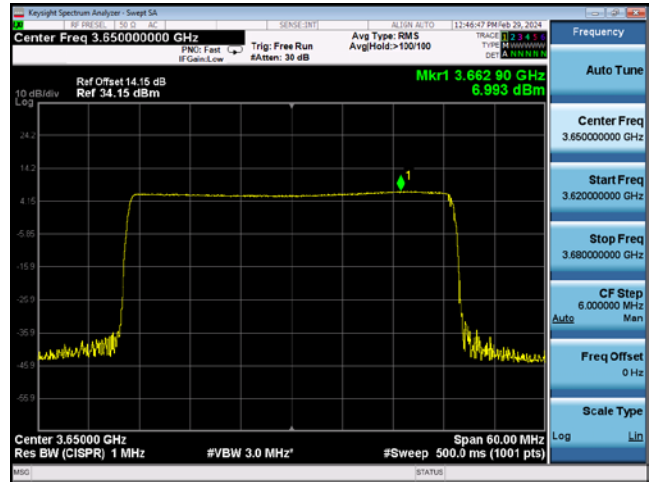 Keysight Spectrum Analyzer - Swept SA
RF PRESEL 50 Ω AC SENSE:INT ALIGN AUTO 12:46:47 PM Feb 29, 2024
Center Freq 3.650000000 GHz
PNO: Fast
IFGain:Low
Trig: Free Run
#Atten: 30 dB
Avg Type: RMS
Avg|Hold:>100/100
TRACE 1 2 3 4 5 6
TYPE M WWWWW
DET A NNNNN
Mkr1 3.662 90 GHz
6.993 dBm
Ref Offset 14.15 dB
10 dB/div Ref 34.15 dBm
Log
1
24.2
14.2
4.15
-5.85
-15.9
-25.9
-35.9
-45.9
-55.9
Center 3.65000 GHz Span 60.00 MHz
Res BW (CISPR) 1 MHz #VBW 3.0 MHz* #Sweep 500.0 ms (1001 pts)
MSG STATUS
Frequency
Auto Tune
Center Freq
3.650000000 GHz
Start Freq
3.620000000 GHz
Stop Freq
3.680000000 GHz
CF Step
6.000000 MHz
Auto Man
Freq Offset
0 Hz
Scale Type
Log Lin